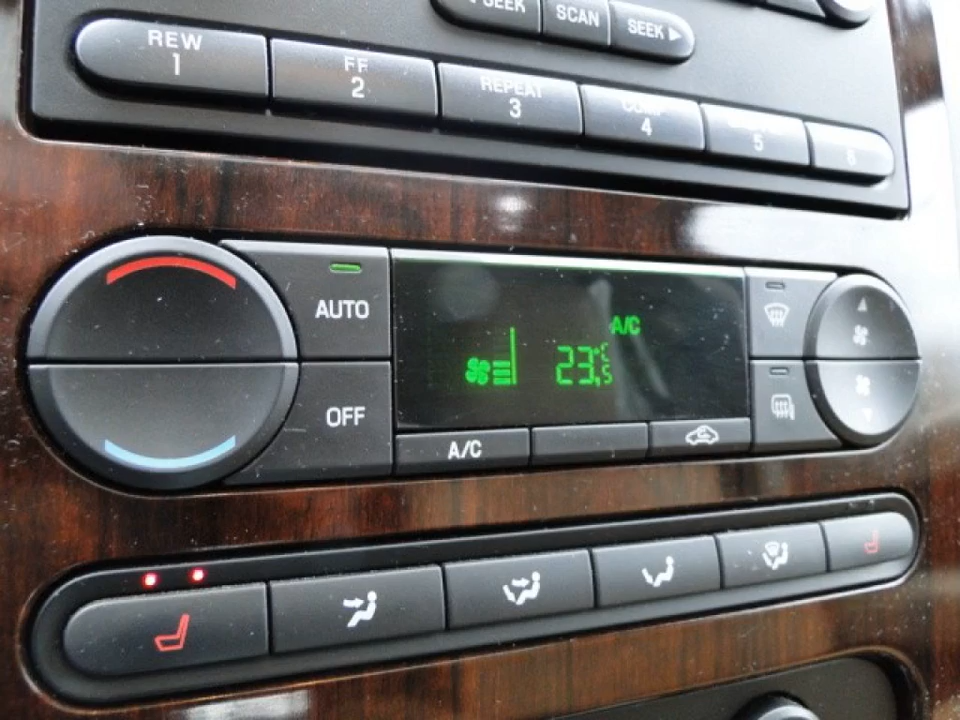 SEEK SCAN SEEK
REW FF REPEAT
1 2 3 4 5 6
AUTO
A/C
23,5 °C
OFF
A/C